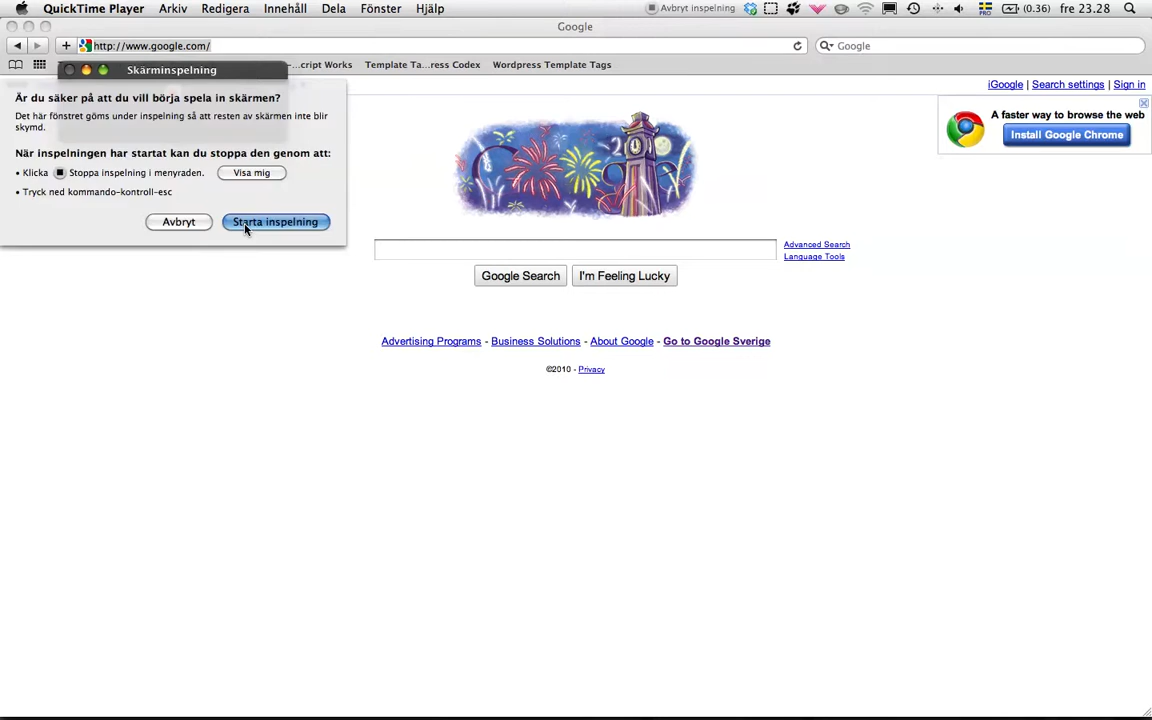 QuickTime Player Arkiv Redigera Innehåll Dela Fönster Hjälp Avbryt inspelning (0.36) fre 23.28
Google
http://www.google.com/ Google
...cript Works Template Ta...ress Codex Wordpress Template Tags
Skärminspelning
Är du säker på att du vill börja spela in skärmen?
Det här fönstret göms under inspelning så att resten av skärmen inte blir
skymd.
När inspelningen har startat kan du stoppa den genom att:
• Klicka Stoppa inspelning i menyraden. Visa mig
• Tryck ned kommando-kontroll-esc
Avbryt Starta inspelning
iGoogle | Search settings | Sign in
A faster way to browse the web
Install Google Chrome
Advanced Search
Language Tools
Google Search I'm Feeling Lucky
Advertising Programs - Business Solutions - About Google - Go to Google Sverige
©2010 - Privacy